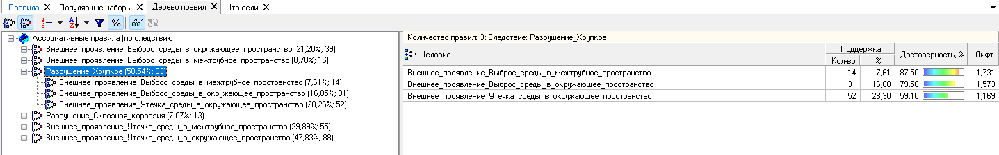 Правила X Популярные наборы X Дерево правил X Что-если X
Ассоциативные правила (по следствию)
Внешнее_проявление_Выброс_среды_в_окружающее_пространство (21,20%; 39)
Внешнее_проявление_Выброс_среды_в_межтрубное_пространство (8,70%; 16)
Разрушение_Хрупкое (50,54%; 93)
Внешнее_проявление_Выброс_среды_в_межтрубное_пространство (7,61%; 14)
Внешнее_проявление_Выброс_среды_в_окружающее_пространство (16,85%; 31)
Внешнее_проявление_Утечка_среды_в_окружающее_пространство (28,26%; 52)
Разрушение_Сквозная_коррозия (7,07%; 13)
Внешнее_проявление_Утечка_среды_в_межтрубное_пространство (29,89%; 55)
Внешнее_проявление_Утечка_среды_в_окружающее_пространство (47,83%; 88)
Количество правил: 3; Следствие: Разрушение_Хрупкое
Условие Поддержка Достоверность, % Лифт
Кол-во %
Внешнее_проявление_Выброс_среды_в_межтрубное_пространство 14 7,61 87,50 1,731
Внешнее_проявление_Выброс_среды_в_окружающее_пространство 31 16,80 79,50 1,573
Внешнее_проявление_Утечка_среды_в_окружающее_пространство 52 28,30 59,10 1,169